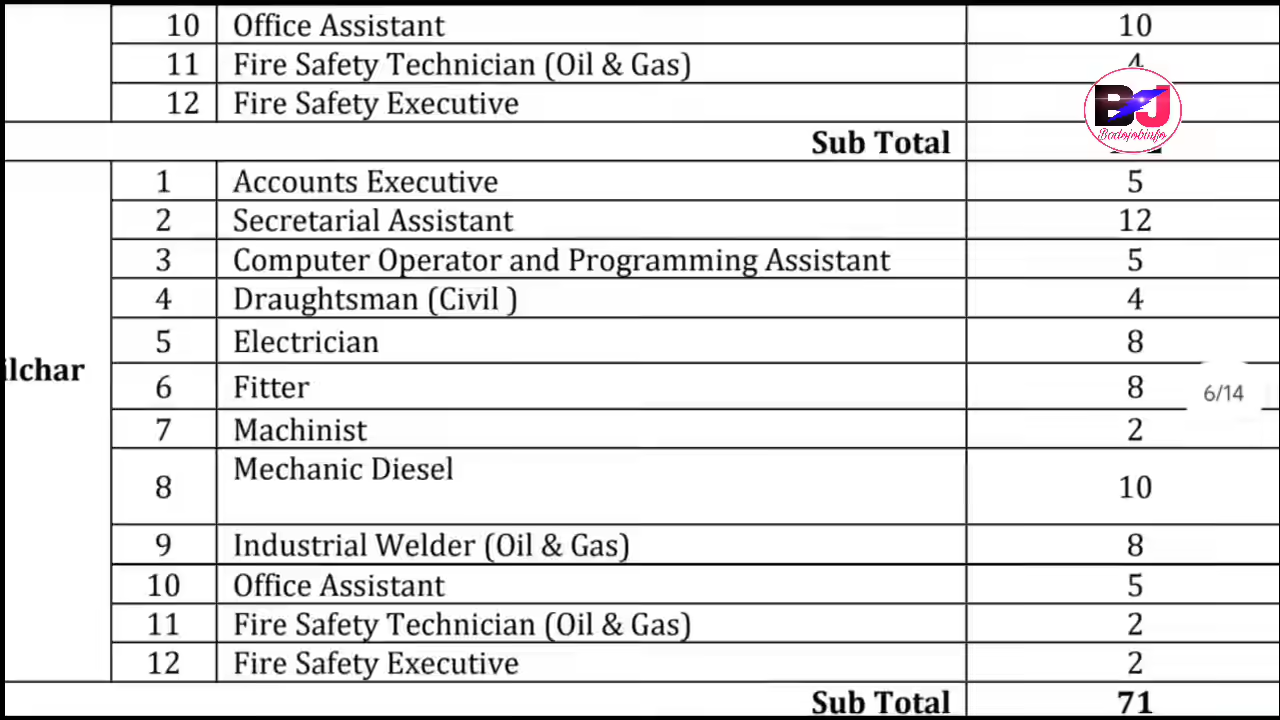 10 Office Assistant 10
11 Fire Safety Technician (Oil & Gas) 4
12 Fire Safety Executive
BJ
Bodojobinfo
Sub Total
1 Accounts Executive 5
2 Secretarial Assistant 12
3 Computer Operator and Programming Assistant 5
4 Draughtsman (Civil ) 4
5 Electrician 8
ilchar
6 Fitter 8
6/14
7 Machinist 2
8 Mechanic Diesel 10
9 Industrial Welder (Oil & Gas) 8
10 Office Assistant 5
11 Fire Safety Technician (Oil & Gas) 2
12 Fire Safety Executive 2
Sub Total 71